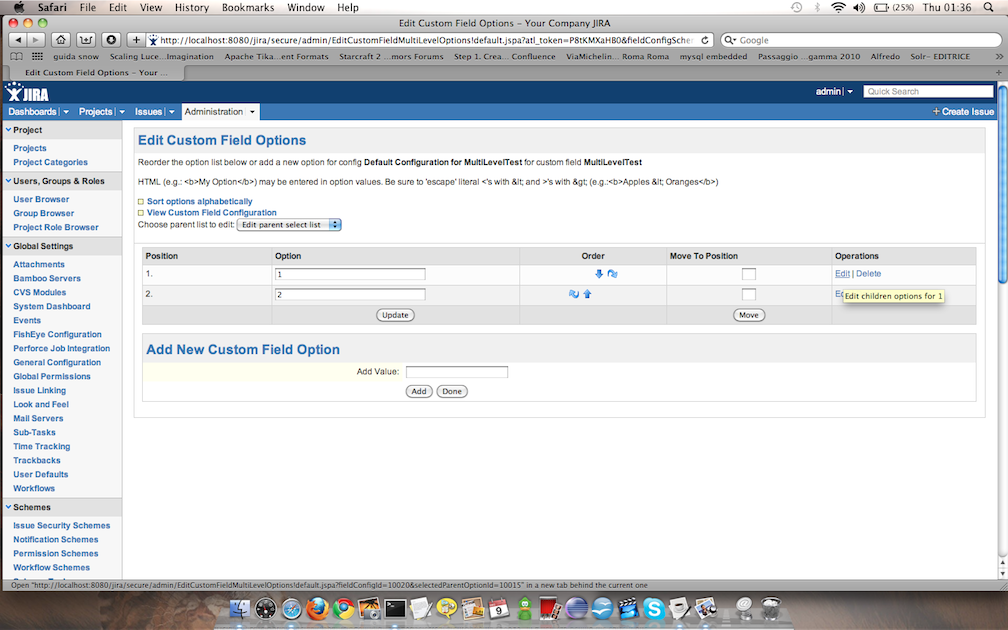 Safari File Edit View History Bookmarks Window Help (25%) Thu 01:36
Edit Custom Field Options – Your Company JIRA
http://localhost:8080/jira/secure/admin/EditCustomFieldMultiLevelOptions!default.jspa?atl_token=P8tKMXaHB0&fieldConfigScher Google
guida snow Scaling Luce...Imagination Apache Tika...ent Formats Starcraft 2 ...mors Forums Step 1. Crea... Confluence ViaMichelin... Roma Roma mysql embedded Passaggio ...gamma 2010 Alfredo Solr- EDITRICE
Edit Custom Field Options – Your ...
JIRA
admin Quick Search
Dashboards Projects Issues Administration + Create Issue
Project
Projects
Project Categories
Users, Groups & Roles
User Browser
Group Browser
Project Role Browser
Global Settings
Attachments
Bamboo Servers
CVS Modules
System Dashboard
Events
FishEye Configuration
Perforce Job Integration
General Configuration
Global Permissions
Issue Linking
Look and Feel
Mail Servers
Sub-Tasks
Time Tracking
Trackbacks
User Defaults
Workflows
Schemes
Issue Security Schemes
Notification Schemes
Permission Schemes
Workflow Schemes
Edit Custom Field Options
Reorder the option list below or add a new option for config Default Configuration for MultiLevelTest for custom field MultiLevelTest
HTML (e.g.: <b>My Option</b>) may be entered in option values. Be sure to 'escape' literal <'s with &lt; and >'s with &gt; (e.g.:<b>Apples &lt; Oranges</b>)
Sort options alphabetically
View Custom Field Configuration
Choose parent list to edit: Edit parent select list
Position Option Order Move To Position Operations
1. 1 Edit | Delete
2. 2
Edit children options for 1
Update Move
Add New Custom Field Option
Add Value:
Add Done
Open "http://localhost:8080/jira/secure/admin/EditCustomFieldMultiLevelOptions!default.jspa?fieldConfigId=10020&selectedParentOptionId=10015" in a new tab behind the current one
9